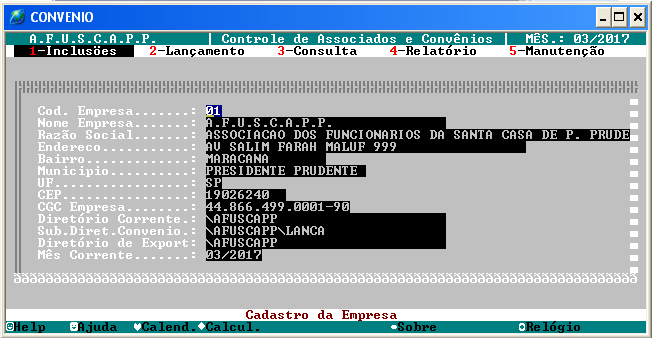 CONVENIO
A.F.U.S.C.A.P.P. | Controle de Associados e Convênios | MÊS.: 03/2017
1-Inclusões 2-Lançamento 3-Consulta 4-Relatório 5-Manutenção
Cod. Empresa.......: 01
Nome Empresa.......: A.F.U.S.C.A.P.P.
Razão Social.......: ASSOCIACAO DOS FUNCIONARIOS DA SANTA CASA DE P. PRUDE
Endereco...........: AV SALIM FARAH MALUF 999
Bairro.............: MARACANA
Municipio..........: PRESIDENTE PRUDENTE
UF.................: SP
CEP................: 19026240
CGC Empresa........: 44.866.499.0001-90
Diretório Corrente.: \AFUSCAPP
Sub.Diret.Convenio.: \AFUSCAPP\LANCA
Diretório de Export: \AFUSCAPP
Mês Corrente.......: 03/2017
Cadastro da Empresa
Help Ajuda Calend. Calcul. Sobre Relógio